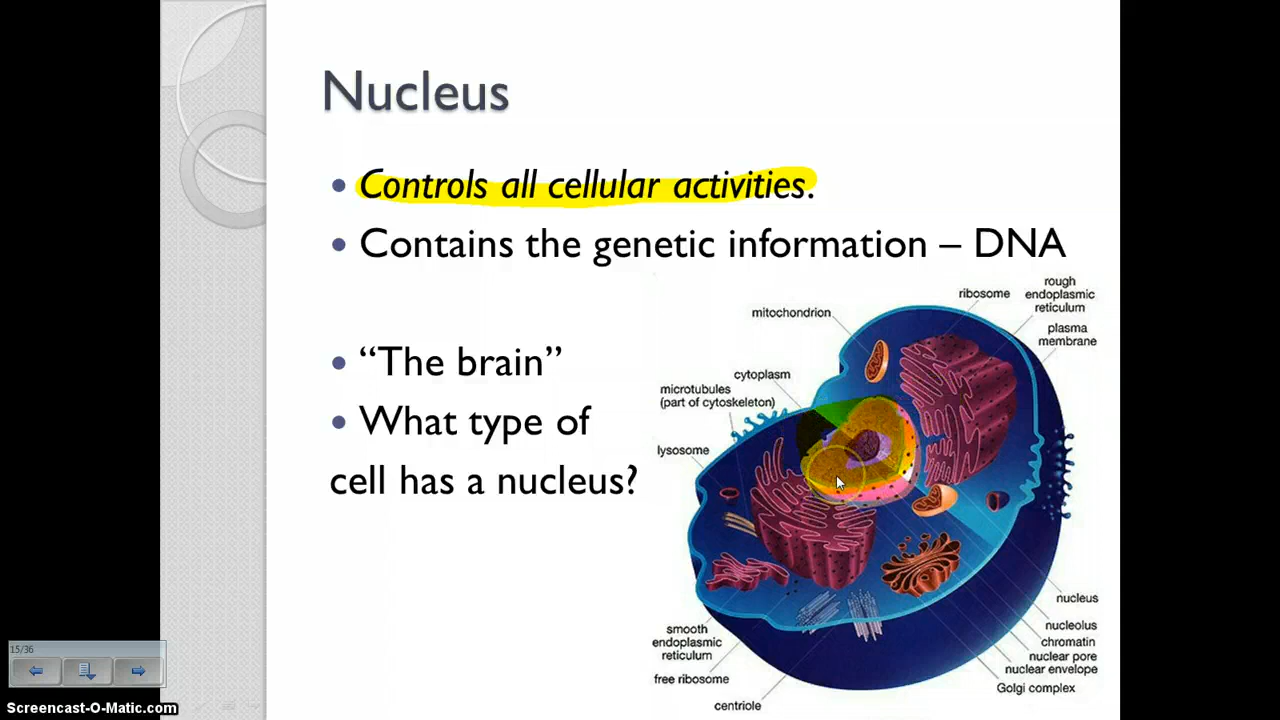 Nucleus
• Controls all cellular activities.
• Contains the genetic information – DNA
• “The brain”
• What type of
cell has a nucleus?
ribosome
rough
endoplasmic
reticulum
mitochondrion
plasma
membrane
cytoplasm
microtubules
(part of cytoskeleton)
lysosome
nucleus
nucleolus
chromatin
nuclear pore
nuclear envelope
Golgi complex
smooth
endoplasmic
reticulum
free ribosome
centriole
15/36
Screencast-O-Matic.com